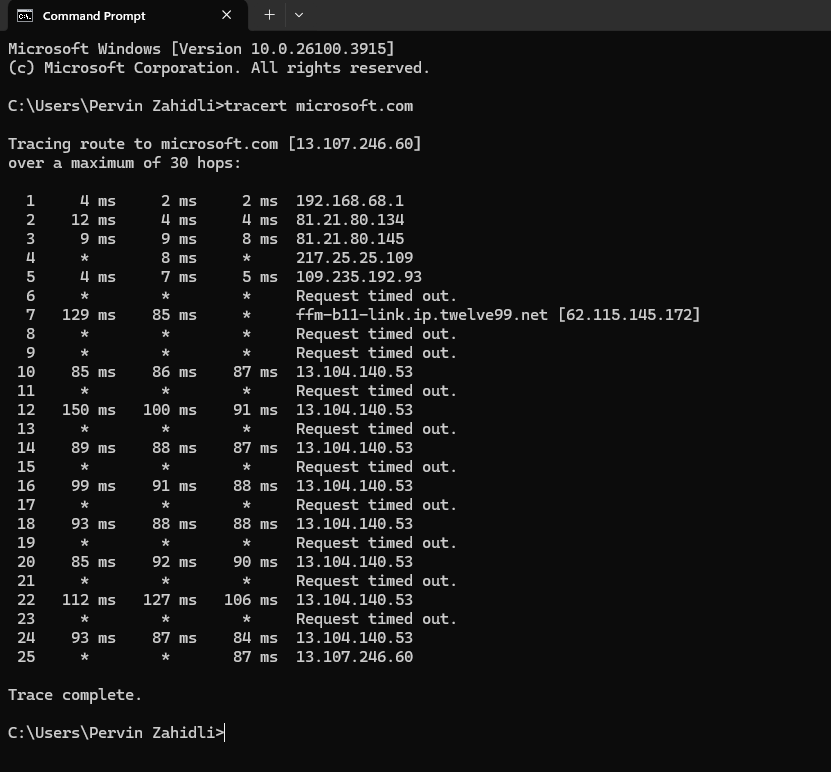 Command Prompt
Microsoft Windows [Version 10.0.26100.3915]
(c) Microsoft Corporation. All rights reserved.
C:\Users\Pervin Zahidli>tracert microsoft.com
Tracing route to microsoft.com [13.107.246.60]
over a maximum of 30 hops:
1 4 ms 2 ms 2 ms 192.168.68.1
2 12 ms 4 ms 4 ms 81.21.80.134
3 9 ms 9 ms 8 ms 81.21.80.145
4 * 8 ms * 217.25.25.109
5 4 ms 7 ms 5 ms 109.235.192.93
6 * * * Request timed out.
7 129 ms 85 ms * ffm-b11-link.ip.twelve99.net [62.115.145.172]
8 * * * Request timed out.
9 * * * Request timed out.
10 85 ms 86 ms 87 ms 13.104.140.53
11 * * * Request timed out.
12 150 ms 100 ms 91 ms 13.104.140.53
13 * * * Request timed out.
14 89 ms 88 ms 87 ms 13.104.140.53
15 * * * Request timed out.
16 99 ms 91 ms 88 ms 13.104.140.53
17 * * * Request timed out.
18 93 ms 88 ms 88 ms 13.104.140.53
19 * * * Request timed out.
20 85 ms 92 ms 90 ms 13.104.140.53
21 * * * Request timed out.
22 112 ms 127 ms 106 ms 13.104.140.53
23 * * * Request timed out.
24 93 ms 87 ms 84 ms 13.104.140.53
25 * * 87 ms 13.107.246.60
Trace complete.
C:\Users\Pervin Zahidli>